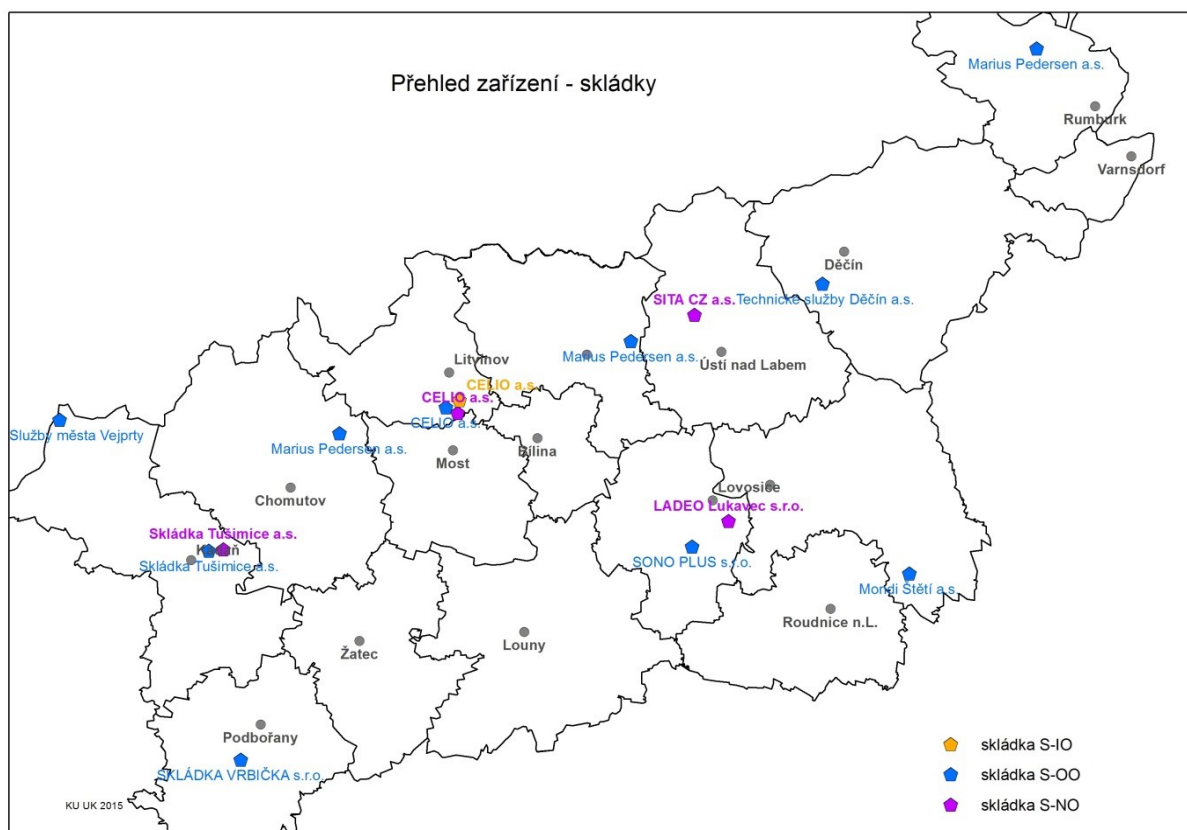 Přehled zařízení - skládky
Marius Pedersen a.s.
Rumburk
Varnsdorf
Děčín
Technické služby Děčín a.s.
SITA CZ a.s.
Ústí nad Labem
Marius Pedersen a.s.
Litvínov
CELIO a.s.
CELIO a.s.
CELIO a.s.
Most
Bílina
Služby města Vejprty
Marius Pedersen a.s.
Chomutov
Lovosice
LADEO Lukavec s.r.o.
SONO PLUS s.r.o.
Mondi Štětí a.s.
Roudnice n.L.
Skládka Tušimice a.s.
Kadaň
Skládka Tušimice a.s.
Žatec
Louny
Podbořany
SKLÁDKA VRBIČKA s.r.o.
skládka S-IO
skládka S-OO
skládka S-NO
KU UK 2015